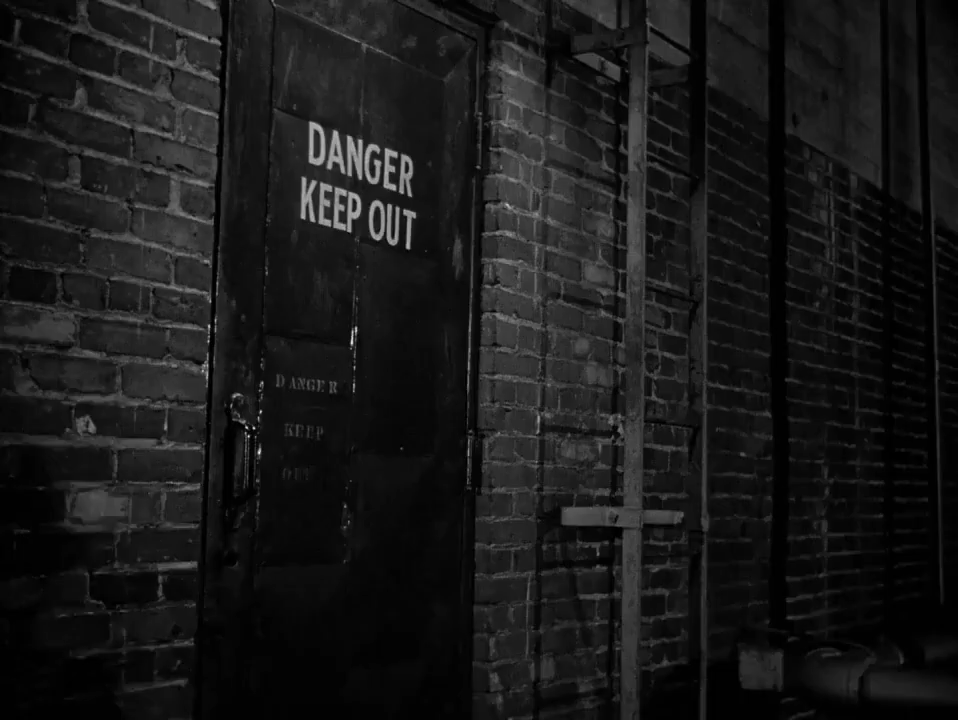 DANGER
KEEP OUT
DANGER
KEEP
OUT